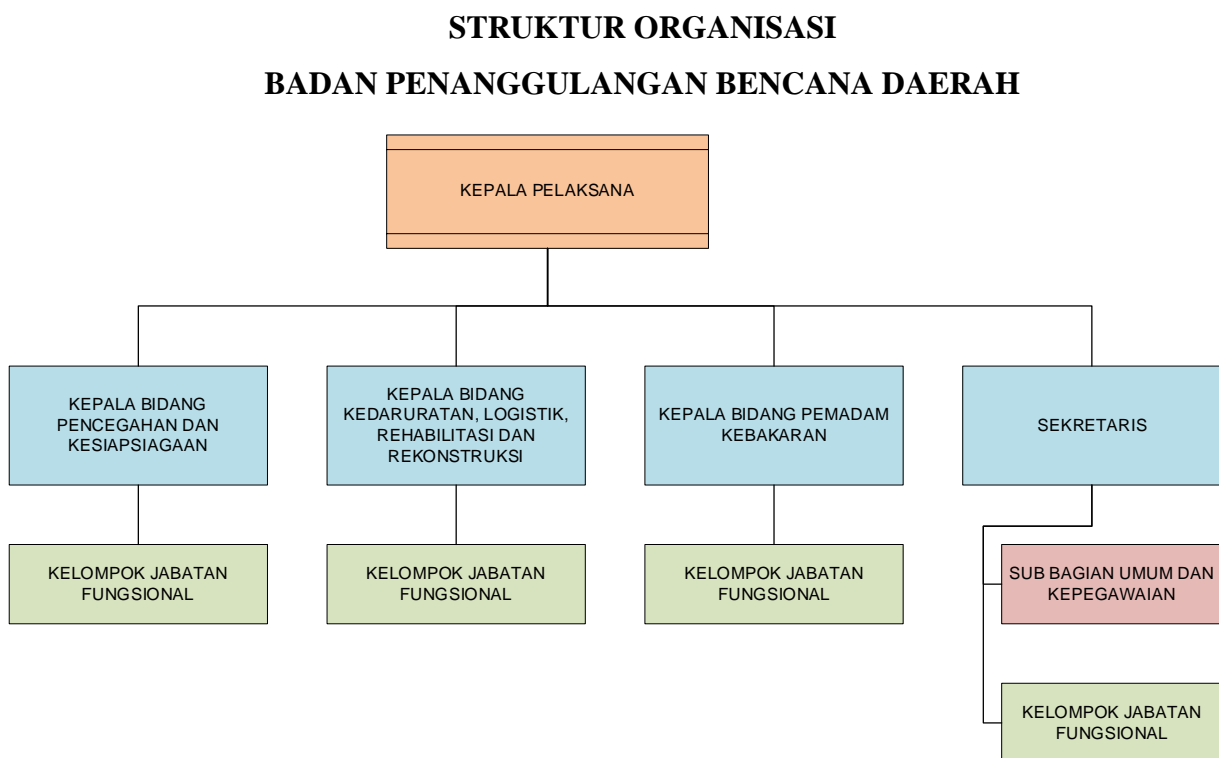 STRUKTUR ORGANISASI
BADAN PENANGGULANGAN BENCANA DAERAH
KEPALA PELAKSANA
KEPALA BIDANG
PENCEGAHAN DAN
KESIAPSIAGAAN
KEPALA BIDANG
KEDARURATAN, LOGISTIK,
REHABILITASI DAN
REKONSTRUKSI
KEPALA BIDANG PEMADAM
KEBAKARAN
SEKRETARIS
KELOMPOK JABATAN
FUNGSIONAL
KELOMPOK JABATAN
FUNGSIONAL
KELOMPOK JABATAN
FUNGSIONAL
SUB BAGIAN UMUM DAN
KEPEGAWAIAN
KELOMPOK JABATAN
FUNGSIONAL